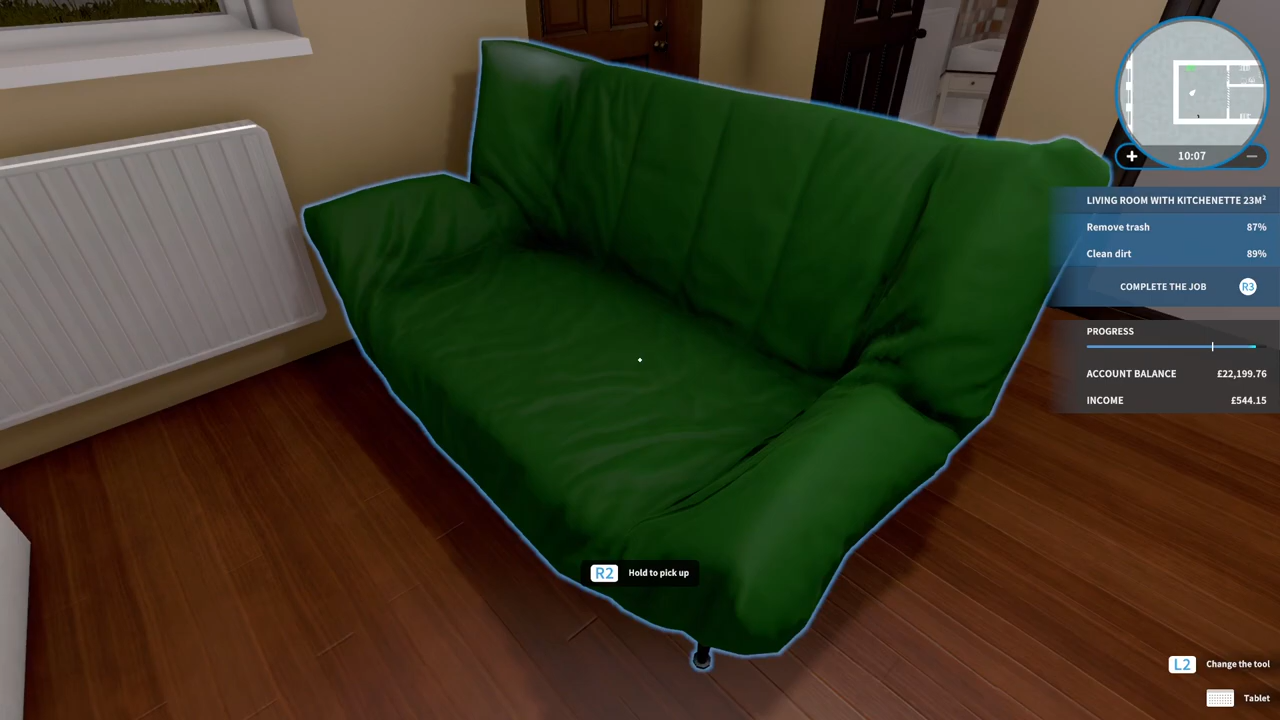 10:07
LIVING ROOM WITH KITCHENETTE 23M²
Remove trash 87%
Clean dirt 89%
COMPLETE THE JOB R3
PROGRESS
ACCOUNT BALANCE £22,199.76
INCOME £544.15
R2 Hold to pick up
L2 Change the tool
Tablet